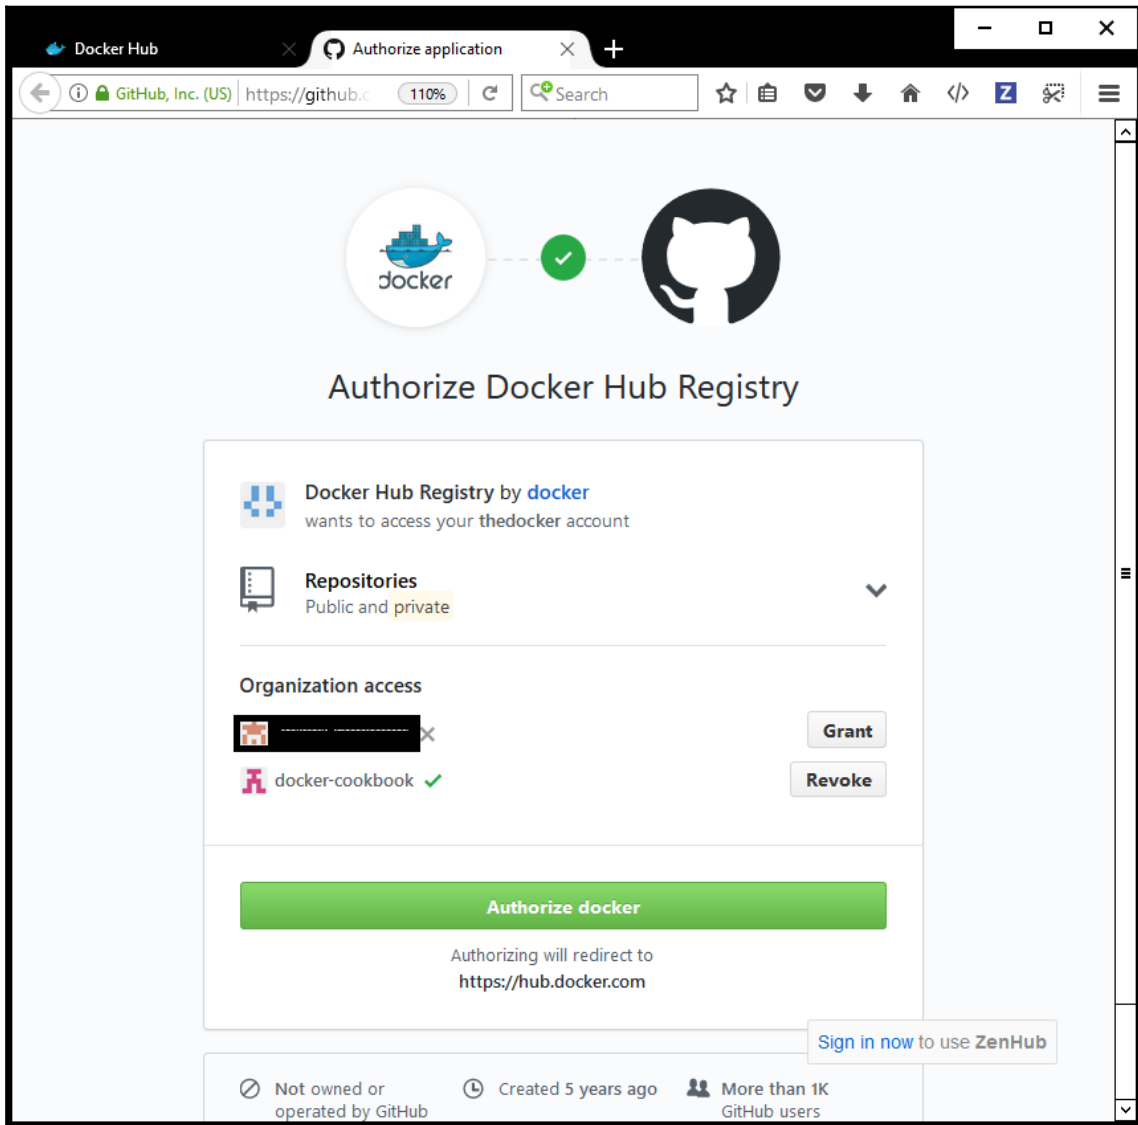 Docker Hub
Authorize application
GitHub, Inc. (US)
https://github.c
110%
Search
Z
docker
Authorize Docker Hub Registry
Docker Hub Registry by docker
wants to access your thedocker account
Repositories
Public and private
Organization access
Grant
docker-cookbook
Revoke
Authorize docker
Authorizing will redirect to
https://hub.docker.com
Sign in now to use ZenHub
Not owned or
operated by GitHub
Created 5 years ago
More than 1K
GitHub users